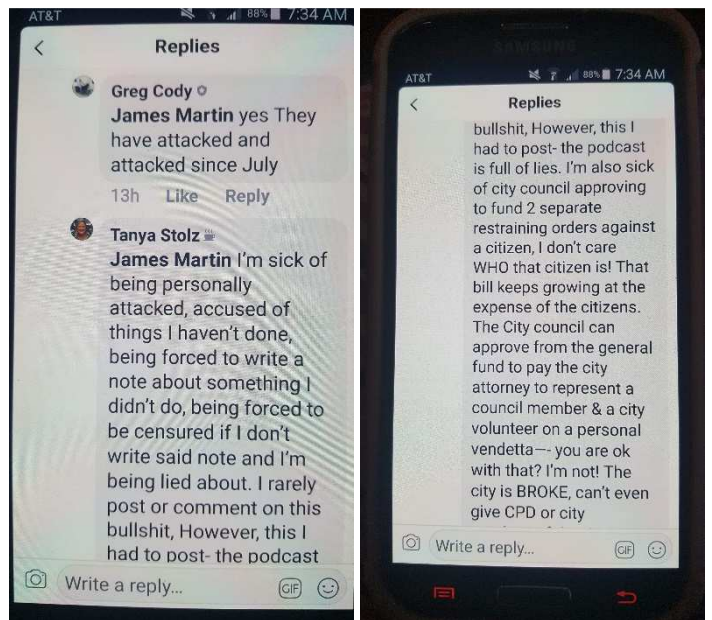 AT&T 88% 7:34 AM
Replies
Greg Cody
James Martin yes They
have attacked and
attacked since July
13h Like Reply
Tanya Stolz
James Martin I'm sick of
being personally
attacked, accused of
things I haven't done,
being forced to write a
note about something I
didn't do, being forced to
be censured if I don't
write said note and I'm
being lied about. I rarely
post or comment on this
bullshit, However, this I
had to post- the podcast
Write a reply...
GIF
SAMSUNG
AT&T 88% 7:34 AM
Replies
bullshit, However, this I
had to post- the podcast
is full of lies. I'm also sick
of city council approving
to fund 2 separate
restraining orders against
a citizen, I don't care
WHO that citizen is! That
bill keeps growing at the
expense of the citizens.
The City council can
approve from the general
fund to pay the city
attorney to represent a
council member & a city
volunteer on a personal
vendetta—- you are ok
with that? I'm not! The
city is BROKE, can't even
give CPD or city
Write a reply...
GIF